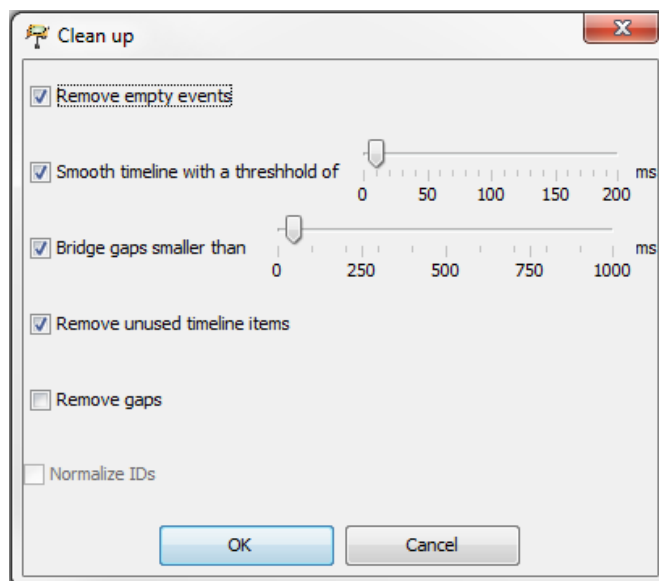 Clean up
Remove empty events
Smooth timeline with a threshhold of
ms
0 50 100 150 200
Bridge gaps smaller than
ms
0 250 500 750 1000
Remove unused timeline items
Remove gaps
Normalize IDs
OK Cancel